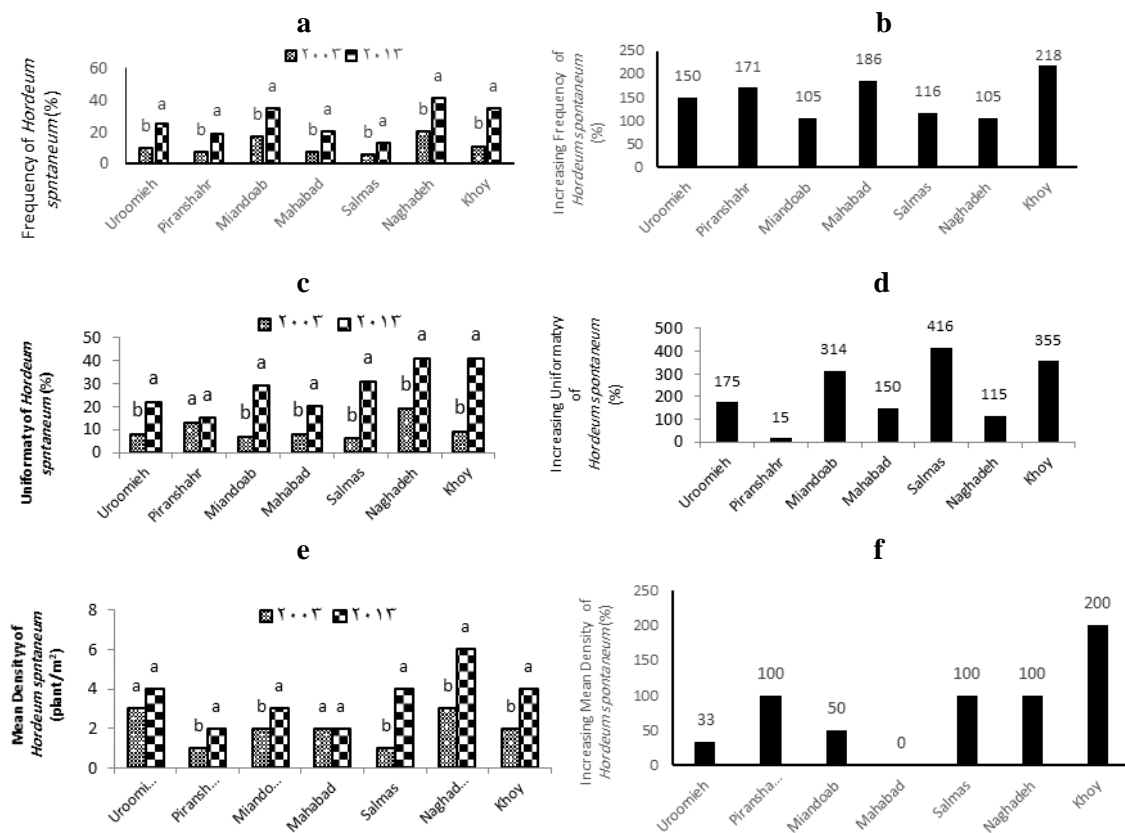 a
۲۰۰۳ ۲۰۱۳
Frequency of Hordeum
spntaneum (%)
60
40
20
0
b a b a b a b a b a b a b a
Uroomieh Piranshahr Miandoab Mahabad Salmas Naghadeh Khoy
b
Increasing Frequency of
Hordeum spontaneum
(%)
250
200
150
100
50
0
150 171 105 186 116 105 218
Uroomieh Piranshahr Miandoab Mahabad Salmas Naghadeh Khoy
c
۲۰۰۳ ۲۰۱۳
Uniformaty of Hordeum
spntaneum (%)
50
40
30
20
10
0
b a a a b a b a b a b a b a
Uroomieh Piranshahr Miandoab Mahabad Salmas Naghadeh Khoy
d
Increasing Uniformatyy
of
Hordeum spontaneum
(%)
500
400
300
200
100
0
175 15 314 150 416 115 355
Uroomieh Piranshahr Miandoab Mahabad Salmas Naghadeh Khoy
e
۲۰۰۳ ۲۰۱۳
Mean Densityy of
Hordeum spntaneum
(plant/m²)
8
6
4
2
0
a a b a b a a a b a b a b a
Uroomi... Piransh... Miando... Mahabad Salmas Naghad... Khoy
f
Increasing Mean Density of
Hordeum spontaneum (%)
250
200
150
100
50
0
33 100 50 0 100 100 200
Uroomieh Piransha... Miandoab Mahabad Salmas Naghadeh Khoy